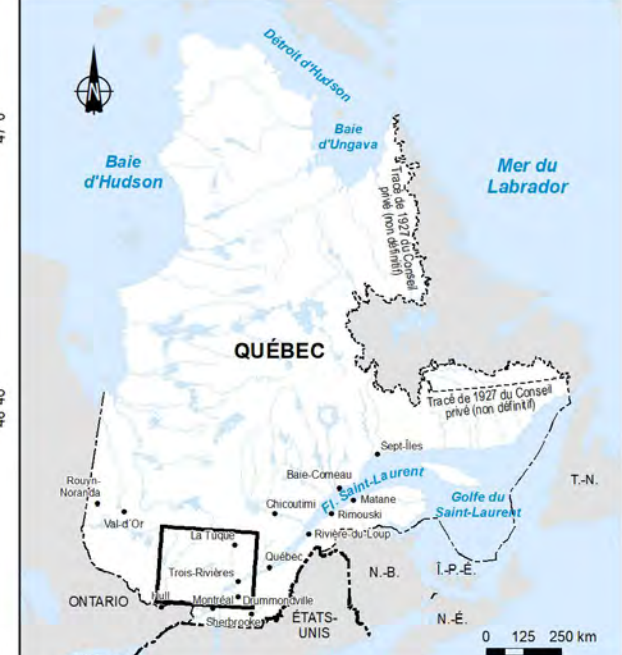 Détroit d'Hudson
N
Baie
d'Ungava
Baie
d'Hudson
Mer du
Labrador
Tracé de 1927 du Conseil
privé (non définitif)
QUÉBEC
Tracé de 1927 du Conseil
privé (non définitif)
Sept-Îles
Baie-Comeau
Fl. Saint-Laurent
Rouyn-
Noranda
Val-d'Or
Chicoutimi
Matane
Rimouski
Golfe du
Saint-Laurent
T.-N.
La Tuque
Rivière-du-Loup
Québec
Trois-Rivières
N.-B.
Î.-P.-É.
ONTARIO
Hull
Montréal
Drummondville
Sherbrooke
ÉTATS-
UNIS
N.-É.
0 125 250 km